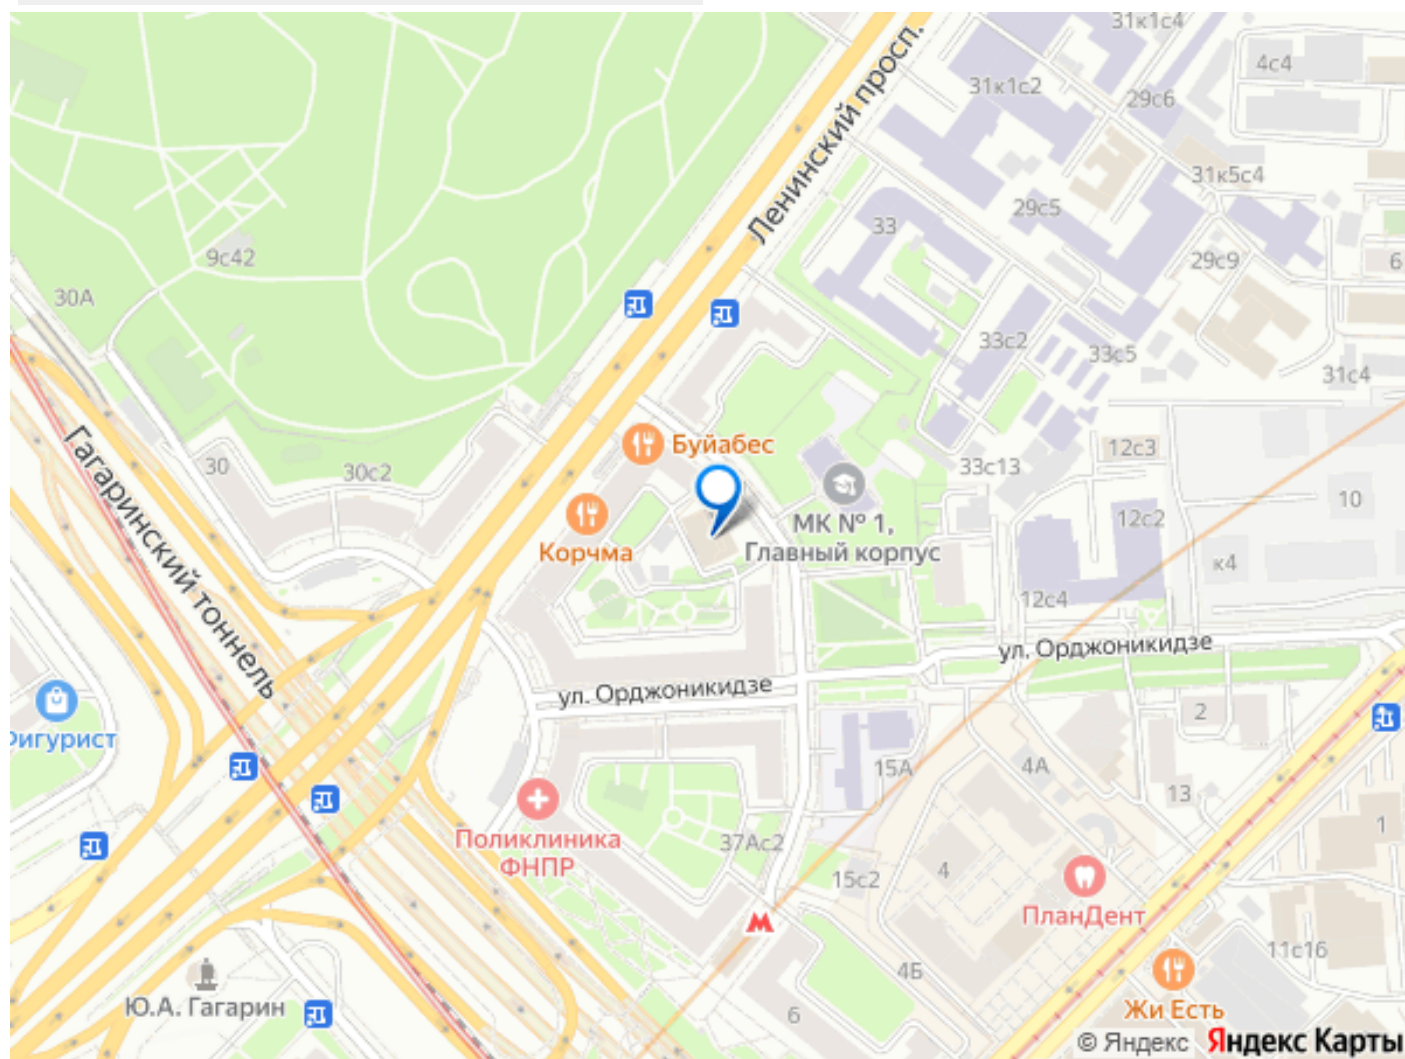 31к1с4
Ленинский просп.
4с4
31к1с2
29с6
31к5с4
29с5
33
9с42
29с9
6
30А
33с2
33с5
31с4
Гагаринский тоннель
Буйабес
12с3
30
30с2
33с13
10
Корчма
МК № 1,
Главный корпус
12с2
к4
12с4
ул. Орджоникидзе
ул. Орджоникидзе
Фигурист
2
15А
4А
13
Поликлиника
ФНПР
37Ас2
1
15с2
4
ПланДент
М
11с16
4Б
Ю.А. Гагарин
6
Жи Есть
© Яндекс Яндекс Карты